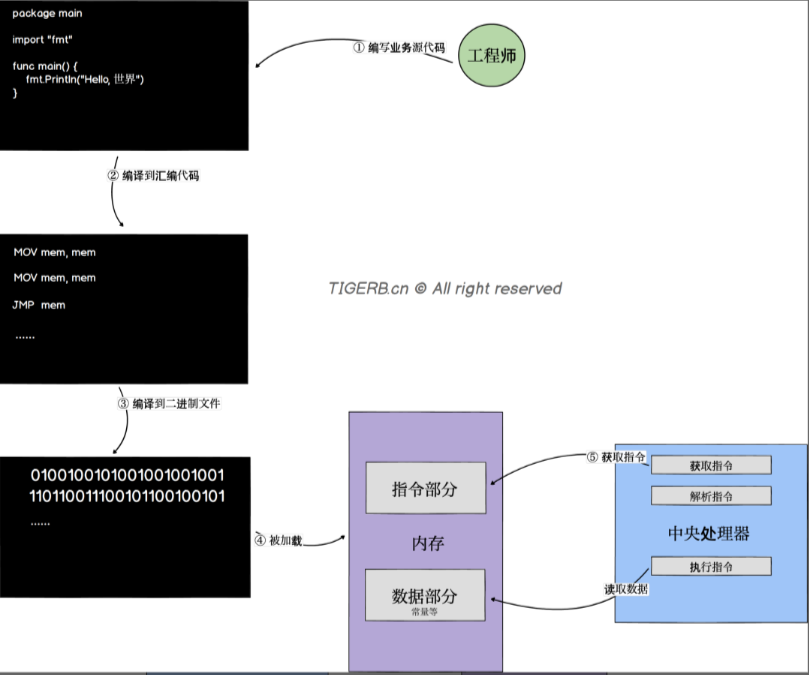 package main
import "fmt"
func main() {
fmt.Println("Hello, 世界")
}
① 编写业务源代码
工程师
② 编译到汇编代码
MOV mem, mem
MOV mem, mem
JMP mem
......
TIGERB.cn © All right reserved
③ 编译到二进制文件
0100100101001001001001
1101100111001011001001​01
......
④ 被加载
指令部分
内存
数据部分
常量等
⑤ 获取指令
获取指令
解析指令
中央处理器
执行指令
读取数据